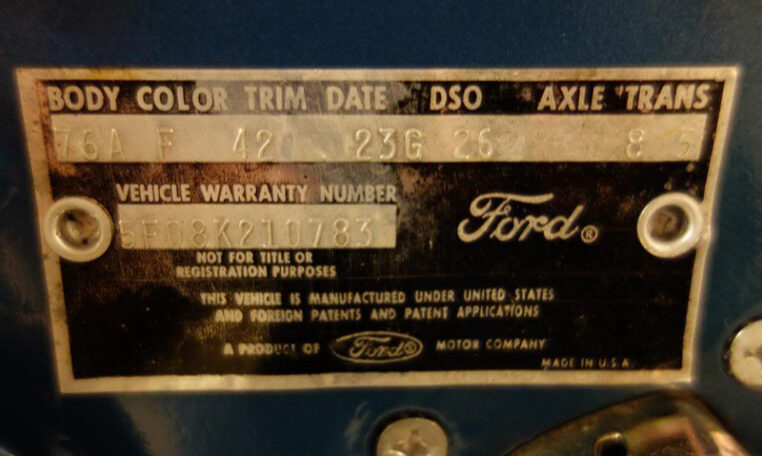 BODY COLOR TRIM DATE DSO AXLE TRANS
76A F 42 23G 26 8 5
VEHICLE WARRANTY NUMBER
5F08K210783
Ford®
NOT FOR TITLE OR
REGISTRATION PURPOSES
THIS VEHICLE IS MANUFACTURED UNDER UNITED STATES
AND FOREIGN PATENTS AND PATENT APPLICATIONS
A PRODUCT OF Ford® MOTOR COMPANY
MADE IN U.S.A.